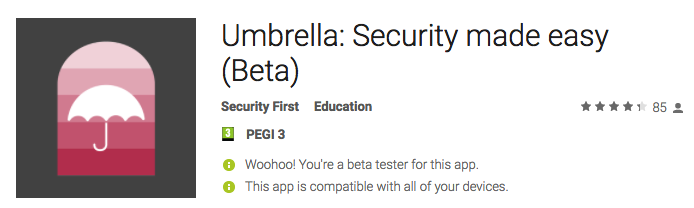 Umbrella: Security made easy
(Beta)
Security First Education 85
3 PEGI 3
Woohoo! You're a beta tester for this app.
This app is compatible with all of your devices.